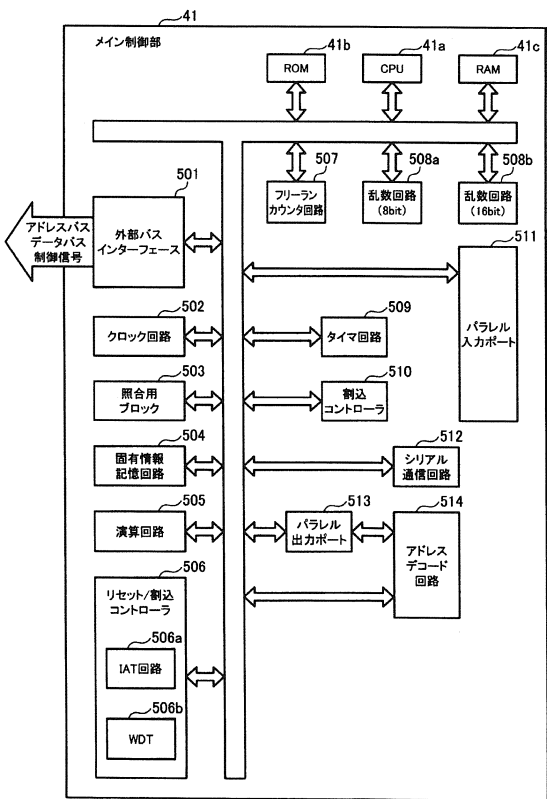 41
メイン制御部
41b
41a
41c
ROM
CPU
RAM
501
外部バス
インターフェース
アドレスバス
データバス
制御信号
507
508a
508b
フリーラン
カウンタ回路
乱数回路
(8bit)
乱数回路
(16bit)
511
パラレル
入力ポート
502
クロック回路
509
タイマ回路
503
照合用
ブロック
510
割込
コントローラ
504
固有情報
記憶回路
512
シリアル
通信回路
505
演算回路
513
パラレル
出力ポート
514
アドレス
デコード
回路
506
リセット/割込
コントローラ
506a
IAT回路
506b
WDT